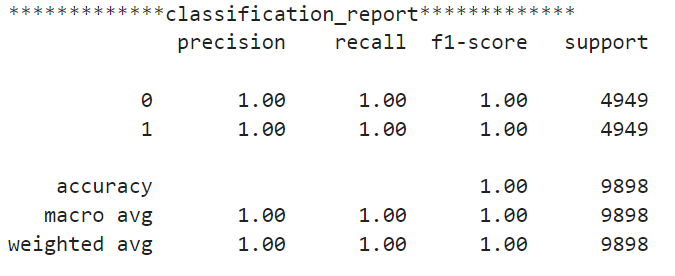 *************classification_report*************
precision recall f1-score support
0 1.00 1.00 1.00 4949
1 1.00 1.00 1.00 4949
accuracy 1.00 9898
macro avg 1.00 1.00 1.00 9898
weighted avg 1.00 1.00 1.00 9898